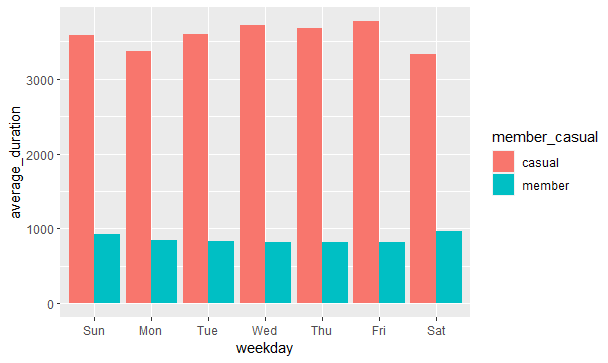 average_duration
3000
2000
1000
0
Sun Mon Tue Wed Thu Fri Sat
weekday
member_casual
casual
member